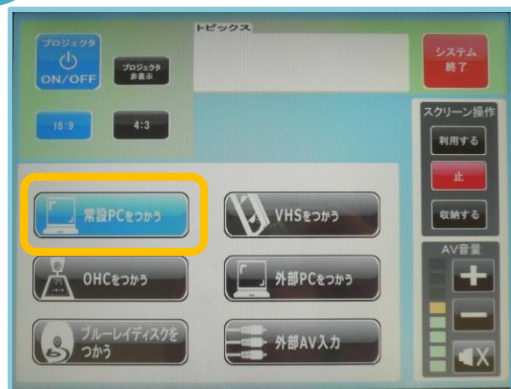 トピックス
プロジェクタ
ON/OFF
プロジェクタ
非表示
システム
終了
16:9
4:3
スクリーン操作
利用する
止
収納する
常設PCをつかう
VHSをつかう
OHCをつかう
外部PCをつかう
ブルーレイディスクを
つかう
外部AV入力
AV音量